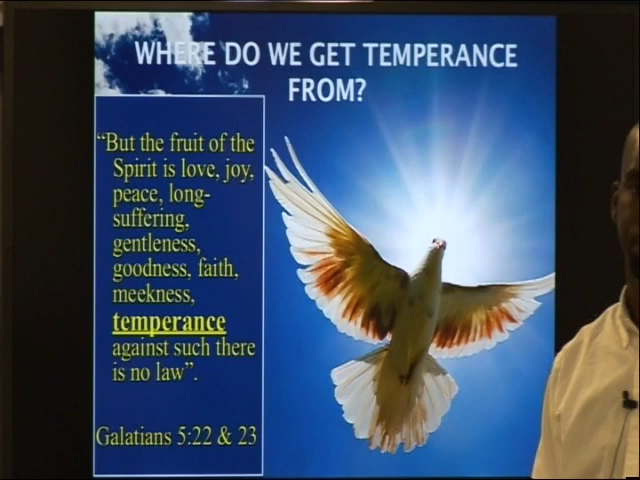 WHERE DO WE GET TEMPERANCE
FROM?
“But the fruit of the
Spirit is love, joy,
peace, long-
suffering,
gentleness,
goodness, faith,
meekness,
temperance
against such there
is no law”.
Galatians 5:22 & 23